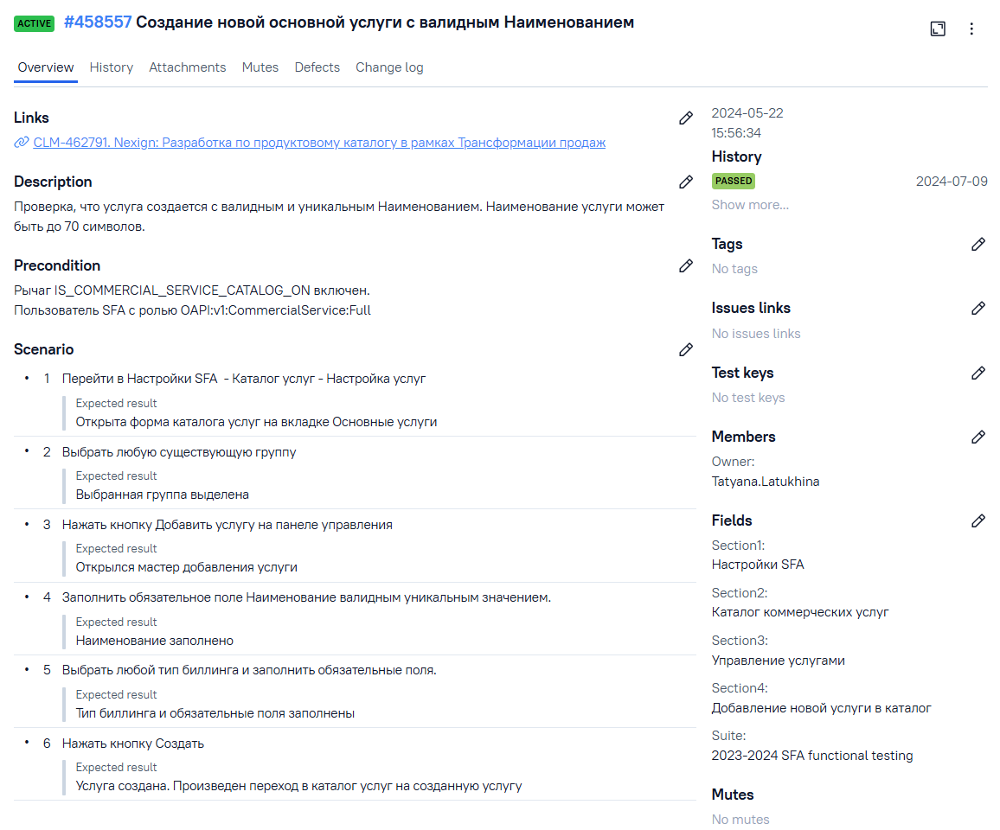 ACTIVE #458557 Создание новой основной услуги с валидным Наименованием
Overview History Attachments Mutes Defects Change log
Links
CLM-462791. Nexign: Разработка по продуктовому каталогу в рамках Трансформации продаж
Description
Проверка, что услуга создается с валидным и уникальным Наименованием. Наименование услуги может
быть до 70 символов.
Precondition
Рычаг IS_COMMERCIAL_SERVICE_CATALOG_ON включен.
Пользователь SFA с ролью OAPI:v1:CommercialService:Full
Scenario
• 1 Перейти в Настройки SFA - Каталог услуг - Настройка услуг
Expected result
Открыта форма каталога услуг на вкладке Основные услуги
• 2 Выбрать любую существующую группу
Expected result
Выбранная группа выделена
• 3 Нажать кнопку Добавить услугу на панеле управления
Expected result
Открылся мастер добавления услуги
• 4 Заполнить обязательное поле Наименование валидным уникальным значением.
Expected result
Наименование заполнено
• 5 Выбрать любой тип биллинга и заполнить обязательные поля.
Expected result
Тип биллинга и обязательные поля заполнены
• 6 Нажать кнопку Создать
Expected result
Услуга создана. Произведен переход в каталог услуг на созданную услугу
2024-05-22
15:56:34
History
PASSED 2024-07-09
Show more...
Tags
No tags
Issues links
No issues links
Test keys
No test keys
Members
Owner:
Tatyana.Latukhina
Fields
Section1:
Настройки SFA
Section2:
Каталог коммерческих услуг
Section3:
Управление услугами
Section4:
Добавление новой услуги в каталог
Suite:
2023-2024 SFA functional testing
Mutes
No mutes